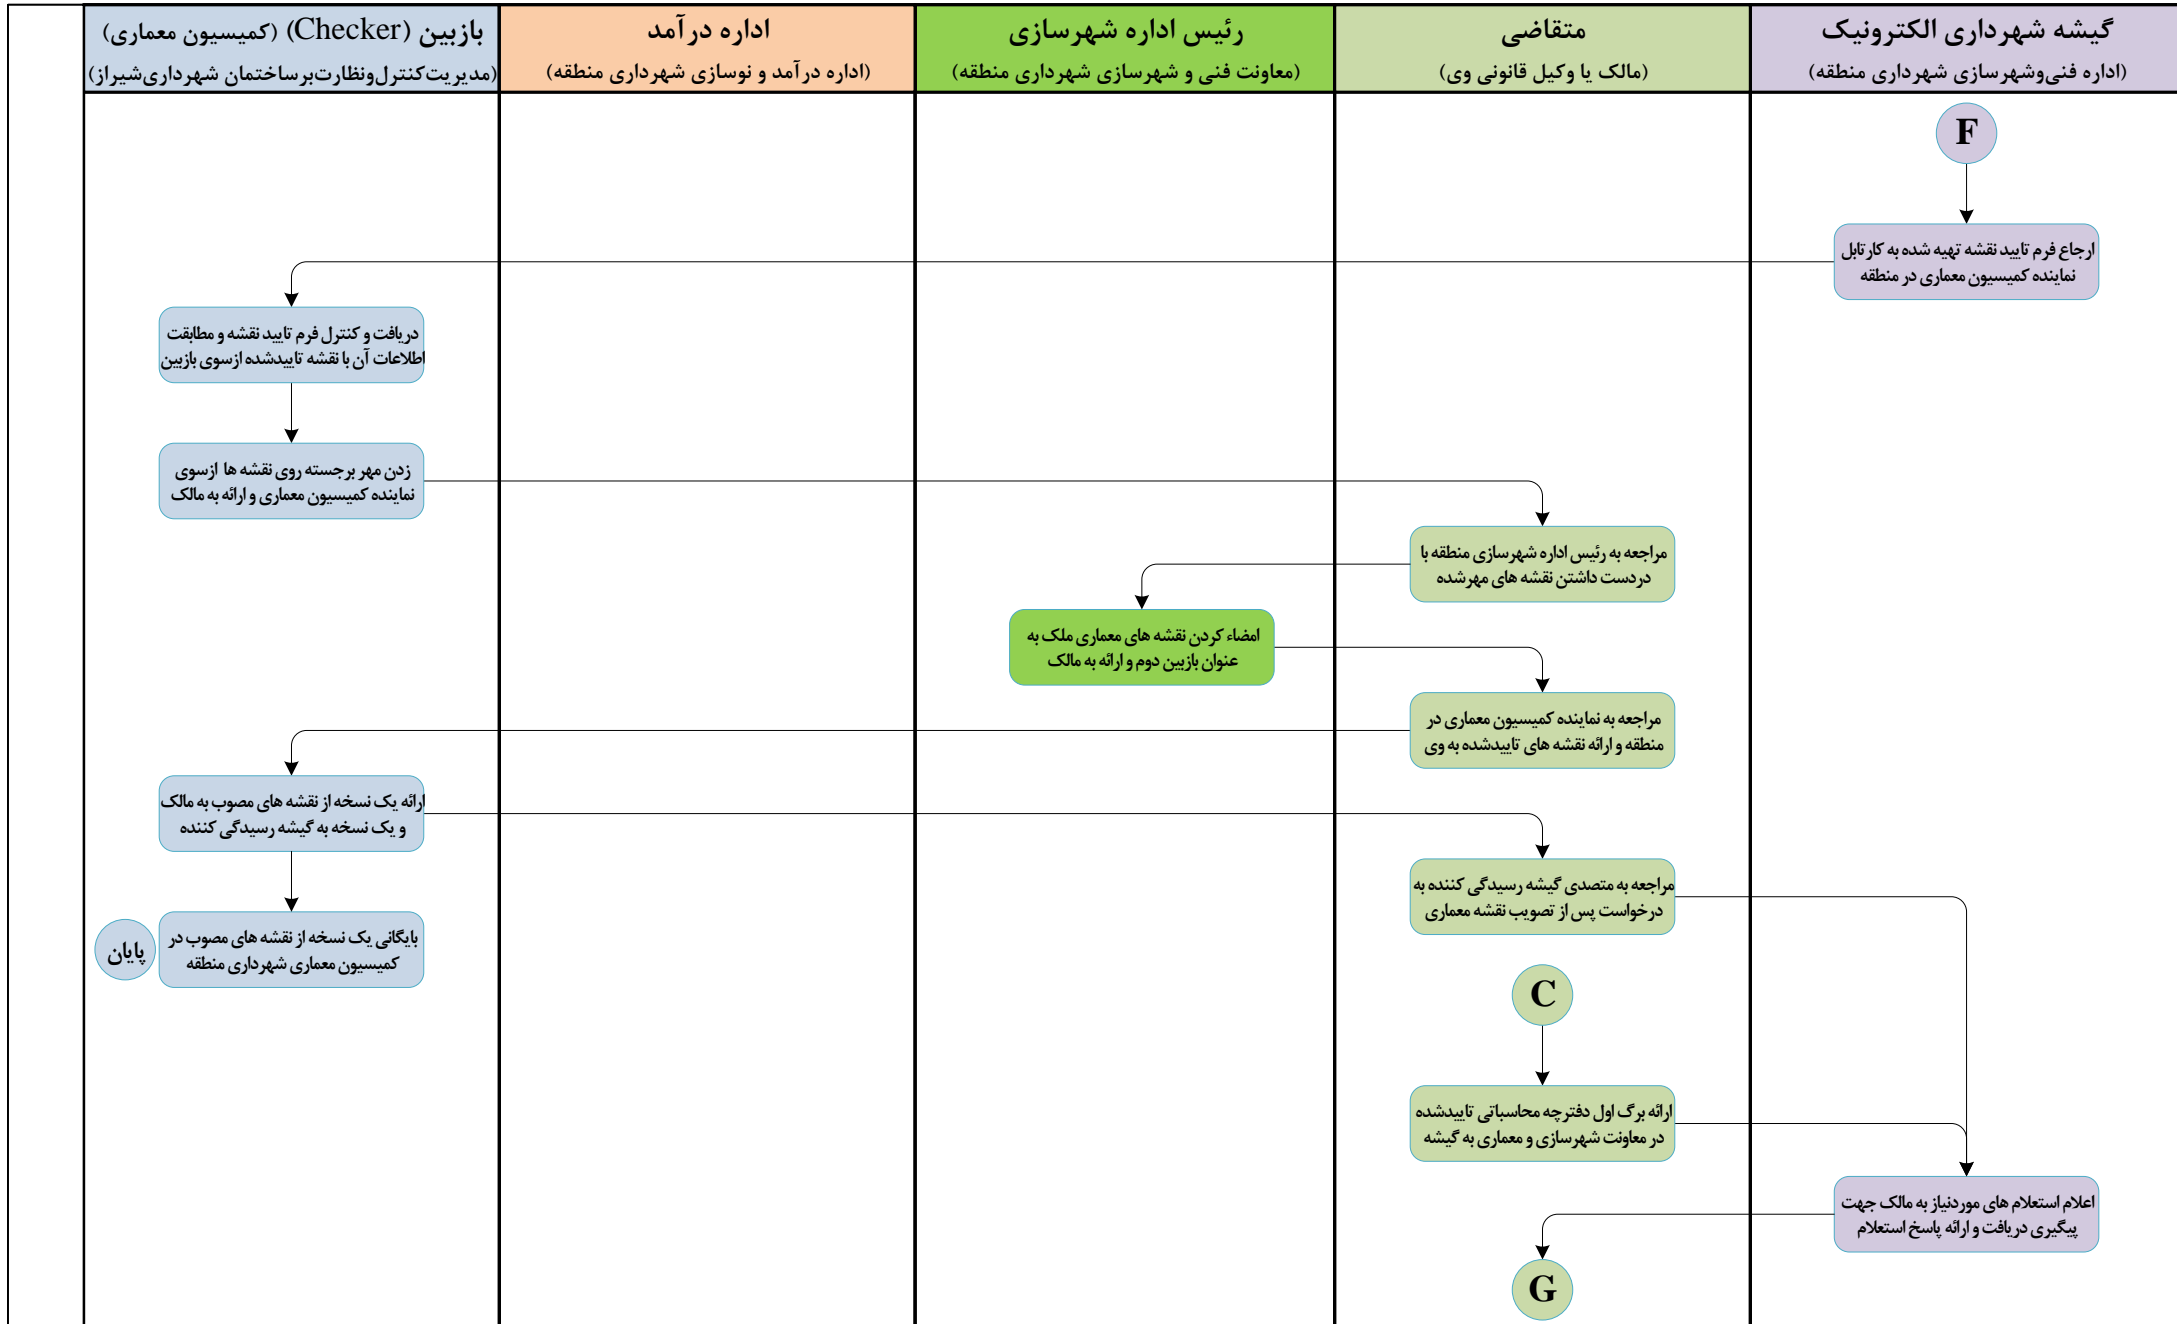 گیشه شهرداری الکترونیک
(اداره فنی‌وشهرسازی شهرداری منطقه)
متقاضی
(مالک یا وکیل قانونی وی)
رئیس اداره شهرسازی
(معاونت فنی و شهرسازی شهرداری منطقه)
اداره درآمد
(اداره درآمد و نوسازی شهرداری منطقه)
بازبین (Checker) (کمیسیون معماری)
(مدیریت‌کنترل‌ونظارت‌برساختمان شهرداری‌شیراز)
F
ارجاع فرم تایید نقشه تهیه شده به کارتابل
نماینده کمیسیون معماری در منطقه
دریافت و کنترل فرم تایید نقشه و مطابقت
اطلاعات آن با نقشه تاییدشده ازسوی بازبین
زدن مهر برجسته روی نقشه ها ازسوی
نماینده کمیسیون معماری و ارائه به مالک
مراجعه به رئیس اداره شهرسازی منطقه با
دردست داشتن نقشه های مهرشده
امضاء کردن نقشه های معماری ملک به
عنوان بازبین دوم و ارائه به مالک
مراجعه به نماینده کمیسیون معماری در
منطقه و ارائه نقشه های تاییدشده به وی
ارائه یک نسخه از نقشه های مصوب به مالک
و یک نسخه به گیشه رسیدگی کننده
مراجعه به متصدی گیشه رسیدگی کننده به
درخواست پس از تصویب نقشه معماری
بایگانی یک نسخه از نقشه های مصوب در
کمیسیون معماری شهرداری منطقه
پایان
C
ارائه برگ اول دفترچه محاسباتی تاییدشده
در معاونت شهرسازی و معماری به گیشه
اعلام استعلام های موردنیاز به مالک جهت
پیگیری دریافت و ارائه پاسخ استعلام
G